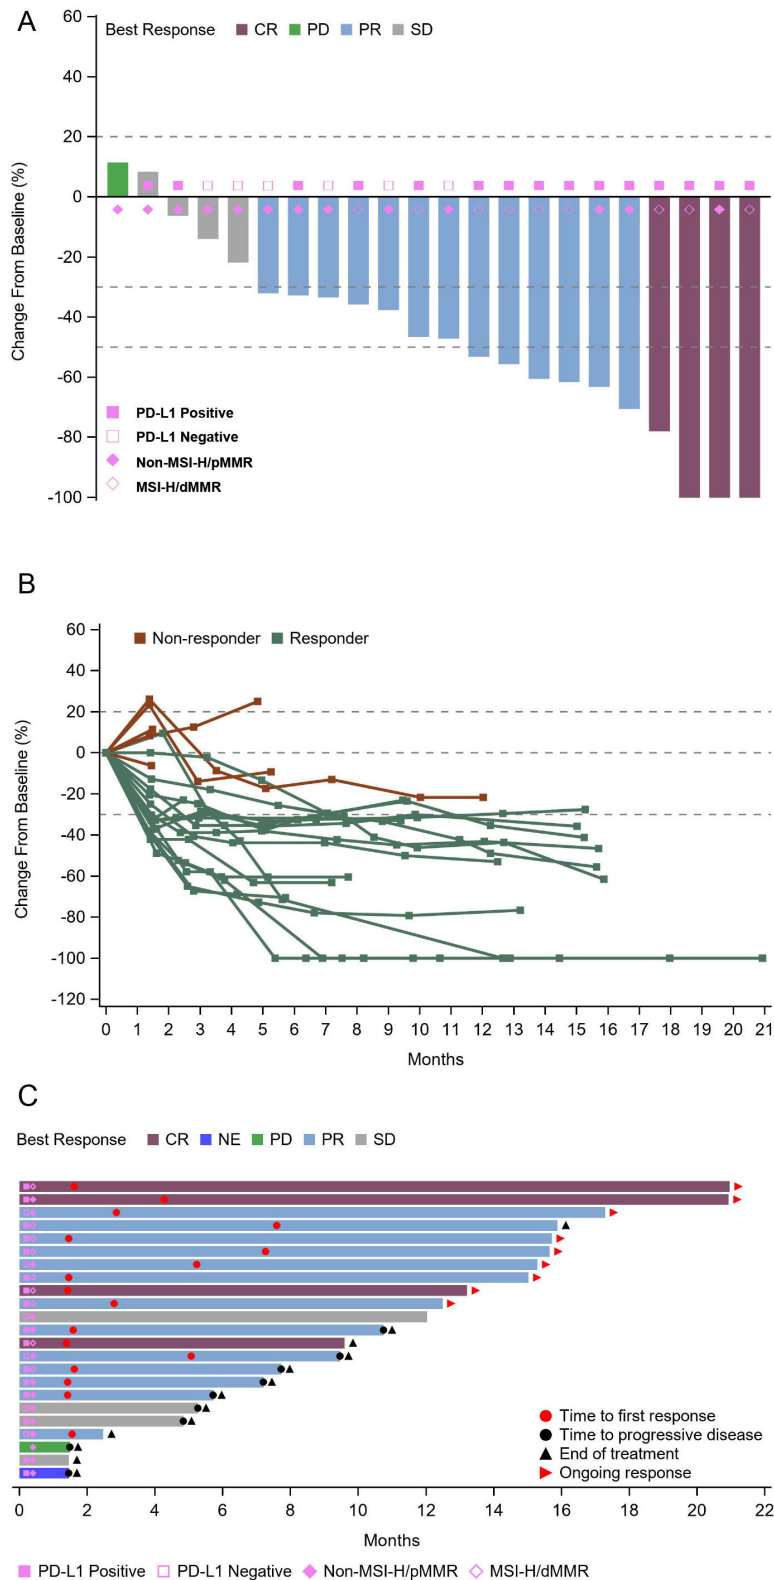 A
Best Response CR PD PR SD
60
40
20
0
-20
-40
-60
-80
-100
Change From Baseline (%)
PD-L1 Positive
PD-L1 Negative
Non-MSI-H/pMMR
MSI-H/dMMR
B
Non-responder Responder
60
40
20
0
-20
-40
-60
-80
-100
-120
Change From Baseline (%)
0 1 2 3 4 5 6 7 8 9 10 11 12 13 14 15 16 17 18 19 20 21
Months
C
Best Response CR NE PD PR SD
Time to first response
Time to progressive disease
End of treatment
Ongoing response
0 2 4 6 8 10 12 14 16 18 20 22
Months
PD-L1 Positive PD-L1 Negative Non-MSI-H/pMMR MSI-H/dMMR